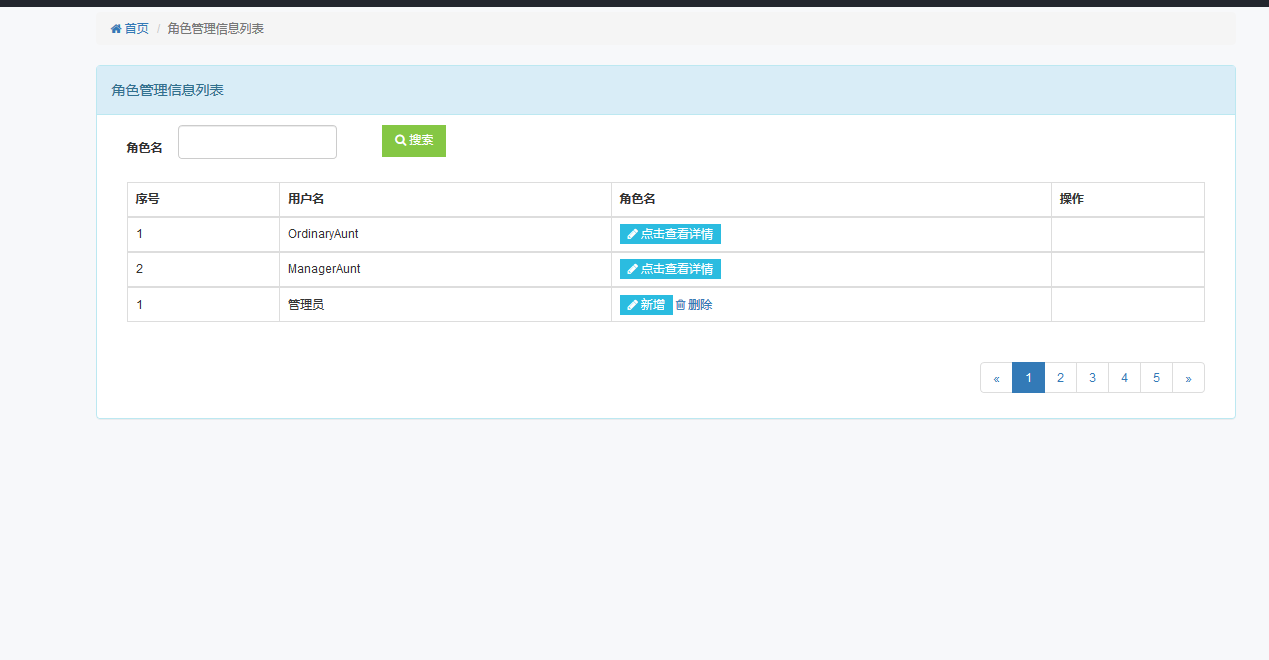 首页 / 角色管理信息列表
角色管理信息列表
角色名 搜索
序号 用户名 角色名 操作
1 OrdinaryAunt 点击查看详情
2 ManagerAunt 点击查看详情
1 管理员 新增 删除
« 1 2 3 4 5 »